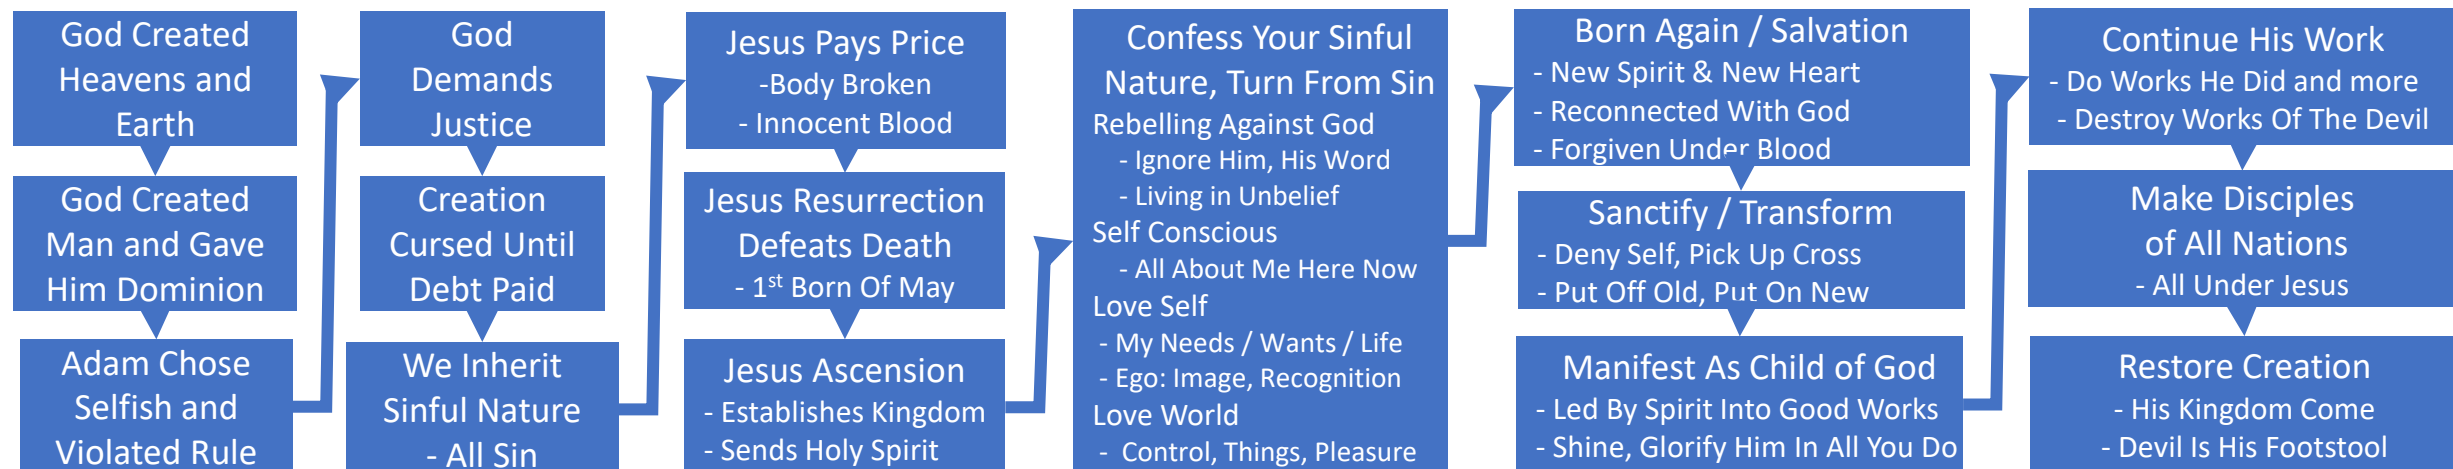 God Created
Heavens and
Earth
God Created
Man and Gave
Him Dominion
Adam Chose
Selfish and
Violated Rule
God
Demands
Justice
Creation
Cursed Until
Debt Paid
We Inherit
Sinful Nature
- All Sin
Jesus Pays Price
-Body Broken
- Innocent Blood
Jesus Resurrection
Defeats Death
- 1st Born Of May
Jesus Ascension
- Establishes Kingdom
- Sends Holy Spirit
Confess Your Sinful
Nature, Turn From Sin
Rebelling Against God
- Ignore Him, His Word
- Living in Unbelief
Self Conscious
- All About Me Here Now
Love Self
- My Needs / Wants / Life
- Ego: Image, Recognition
Love World
- Control, Things, Pleasure
Born Again / Salvation
- New Spirit & New Heart
- Reconnected With God
- Forgiven Under Blood
Sanctify / Transform
- Deny Self, Pick Up Cross
- Put Off Old, Put On New
Manifest As Child of God
- Led By Spirit Into Good Works
- Shine, Glorify Him In All You Do
Continue His Work
- Do Works He Did and more
- Destroy Works Of The Devil
Make Disciples
of All Nations
- All Under Jesus
Restore Creation
- His Kingdom Come
- Devil Is His Footstool